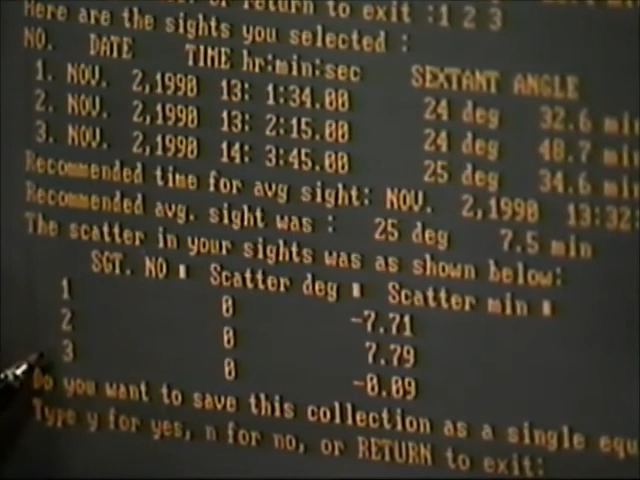 or return to exit :1 2 3
Here are the sights you selected :
NO. DATE TIME hr:min:sec SEXTANT ANGLE
1. NOV. 2,1990 13: 1:34.00 24 deg 32.6 min
2. NOV. 2,1990 13: 2:15.00 24 deg 40.7 min
3. NOV. 2,1990 14: 3:45.00 25 deg 34.6 min
Recommended time for avg sight: NOV. 2,1990 13:32:
Recommended avg. sight was : 25 deg 7.5 min
The scatter in your sights was as shown below:
SGT. NO Scatter deg Scatter min
1 0 -7.71
2 0 7.79
3 0 -0.09
Do you want to save this collection as a single equ
Type y for yes, n for no, or RETURN to exit: